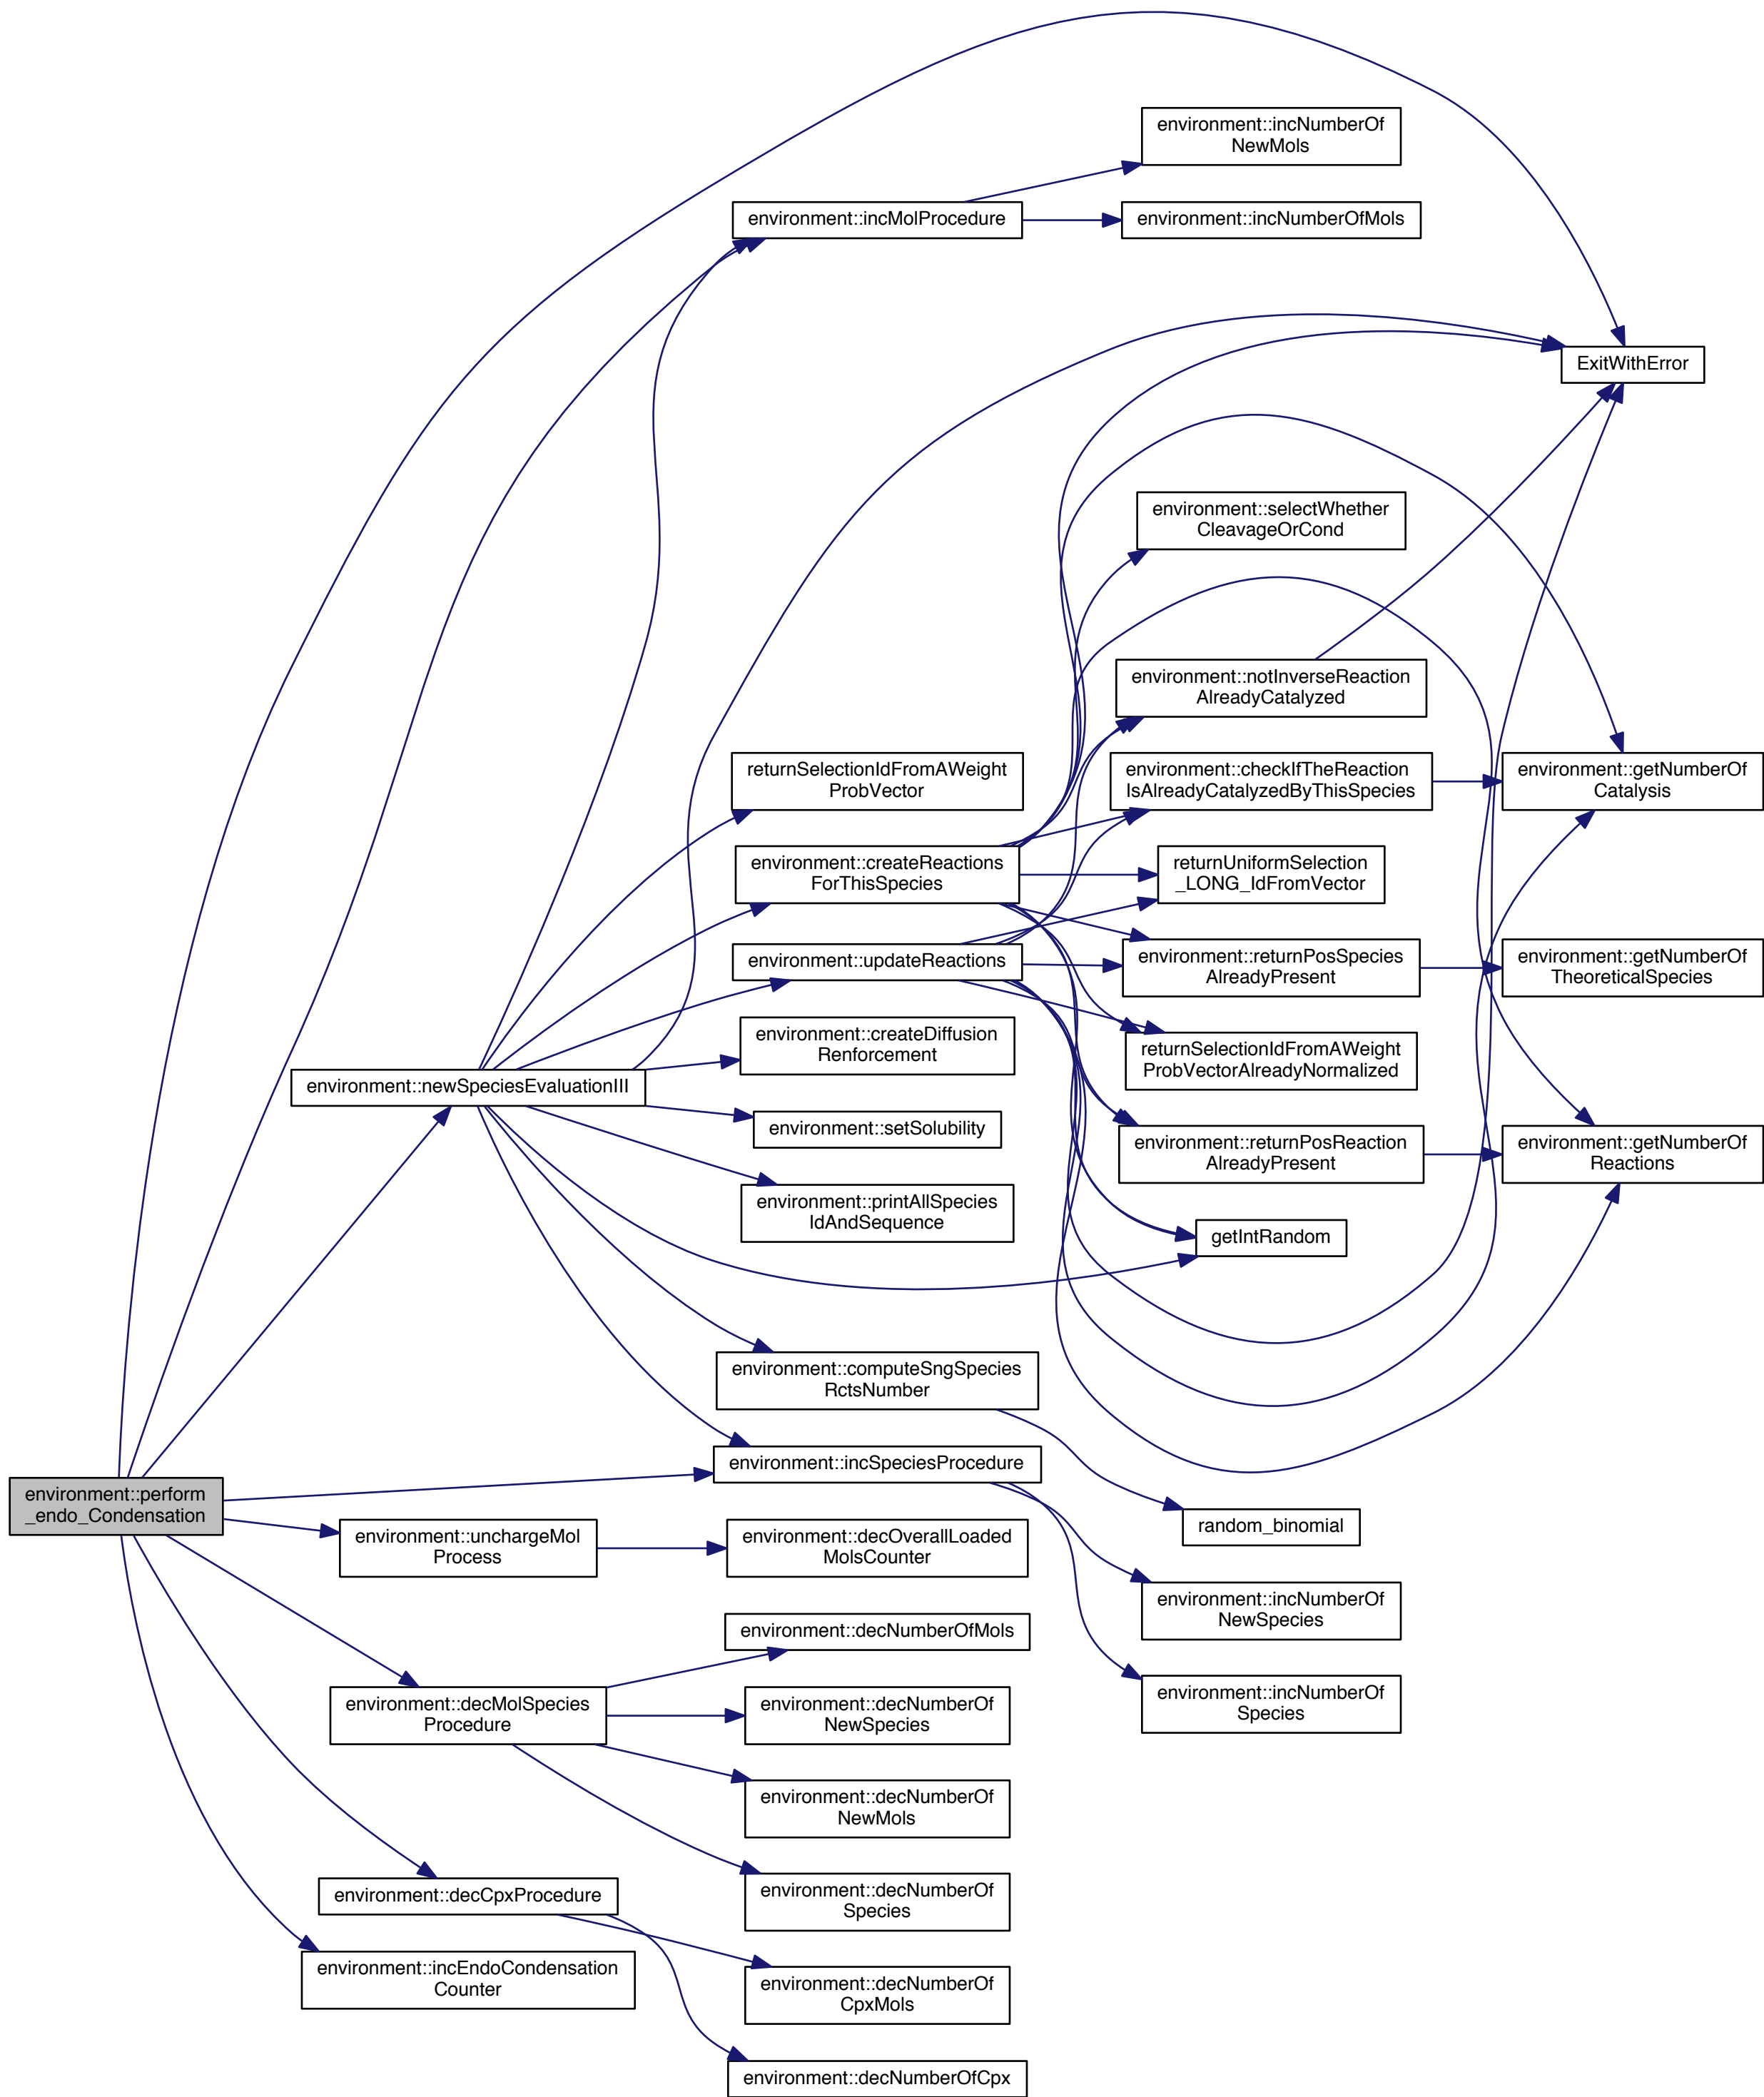 environment::incNumberOf
NewMols
environment::incMolProcedure
environment::incNumberOfMols
ExitWithError
environment::selectWhether
CleavageOrCond
environment::notInverseReaction
AlreadyCatalyzed
returnSelectionIdFromAWeight
ProbVector
environment::checkIfTheReaction
IsAlreadyCatalyzedByThisSpecies
environment::getNumberOf
Catalysis
environment::createReactions
ForThisSpecies
returnUniformSelection
_LONG_IdFromVector
environment::updateReactions
environment::returnPosSpecies
AlreadyPresent
environment::getNumberOf
TheoreticalSpecies
environment::createDiffusion
Renforcement
returnSelectionIdFromAWeight
ProbVectorAlreadyNormalized
environment::newSpeciesEvaluationIII
environment::setSolubility
environment::returnPosReaction
AlreadyPresent
environment::getNumberOf
Reactions
environment::printAllSpecies
IdAndSequence
getIntRandom
environment::computeSngSpecies
RctsNumber
environment::incSpeciesProcedure
environment::perform
_endo_Condensation
random_binomial
environment::unchargeMol
Process
environment::decOverallLoaded
MolsCounter
environment::incNumberOf
NewSpecies
environment::decNumberOfMols
environment::incNumberOf
Species
environment::decMolSpecies
Procedure
environment::decNumberOf
NewSpecies
environment::decNumberOf
NewMols
environment::decCpxProcedure
environment::decNumberOf
Species
environment::incEndoCondensation
Counter
environment::decNumberOf
CpxMols
environment::decNumberOfCpx